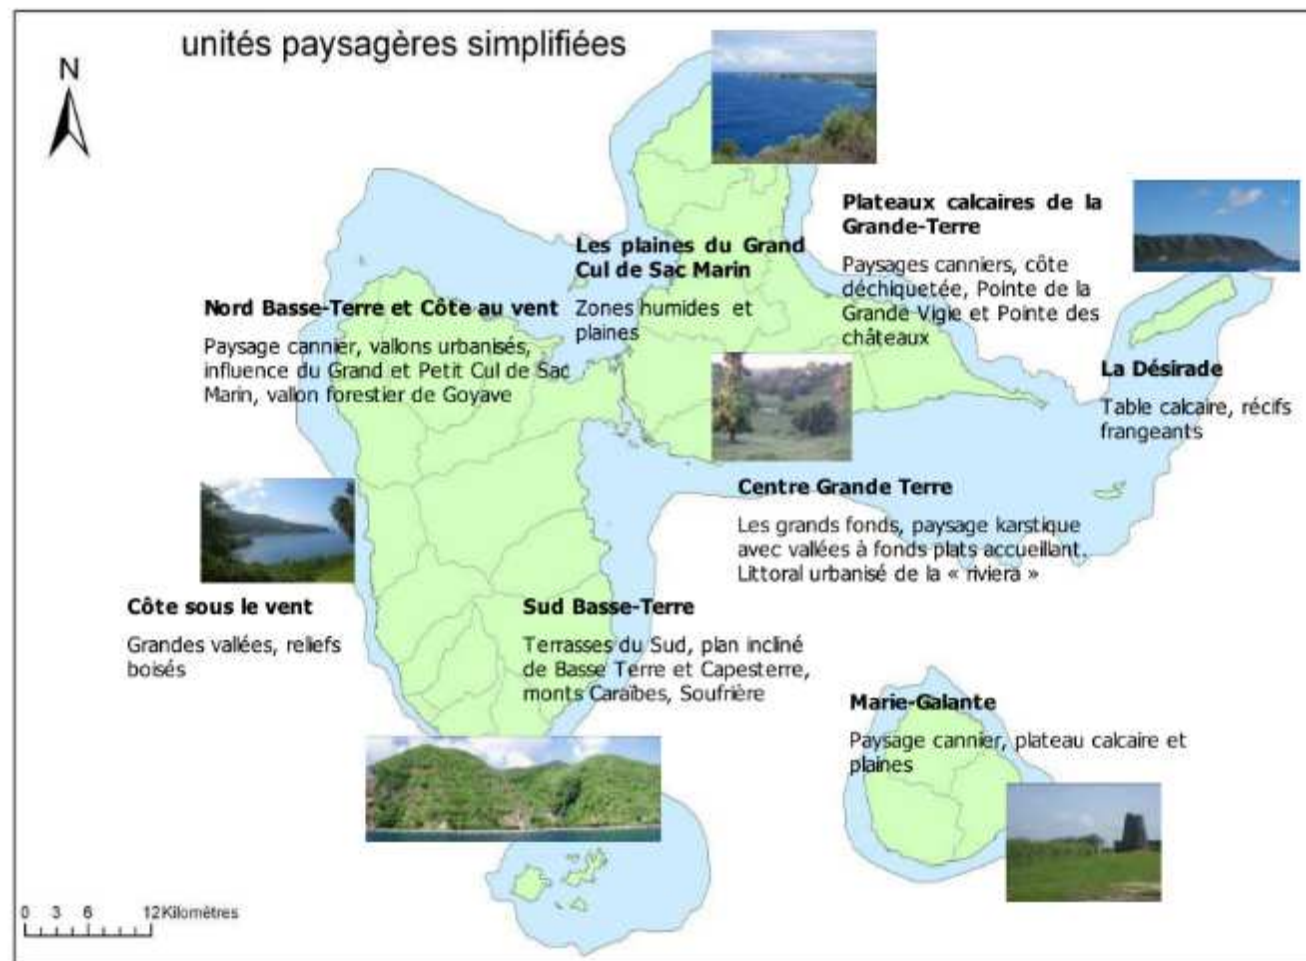 unités paysagères simplifiées
N
Plateaux calcaires de la
Grande-Terre
Paysages canniers, côte
déchiquetée, Pointe de la
Grande Vigie et Pointe des
châteaux
Les plaines du Grand
Cul de Sac Marin
Zones humides et
plaines
Nord Basse-Terre et Côte au vent
Paysage cannier, vallons urbanisés,
influence du Grand et Petit Cul de Sac
Marin, vallon forestier de Goyave
La Désirade
Table calcaire, récifs
frangeants
Centre Grande Terre
Les grands fonds, paysage karstique
avec vallées à fonds plats accueillant.
Littoral urbanisé de la « riviera »
Côte sous le vent
Grandes vallées, reliefs
boisés
Sud Basse-Terre
Terrasses du Sud, plan incliné
de Basse Terre et Capesterre,
monts Caraïbes, Soufrière
Marie-Galante
Paysage cannier, plateau calcaire et
plaines
0 3 6 12Kilomètres